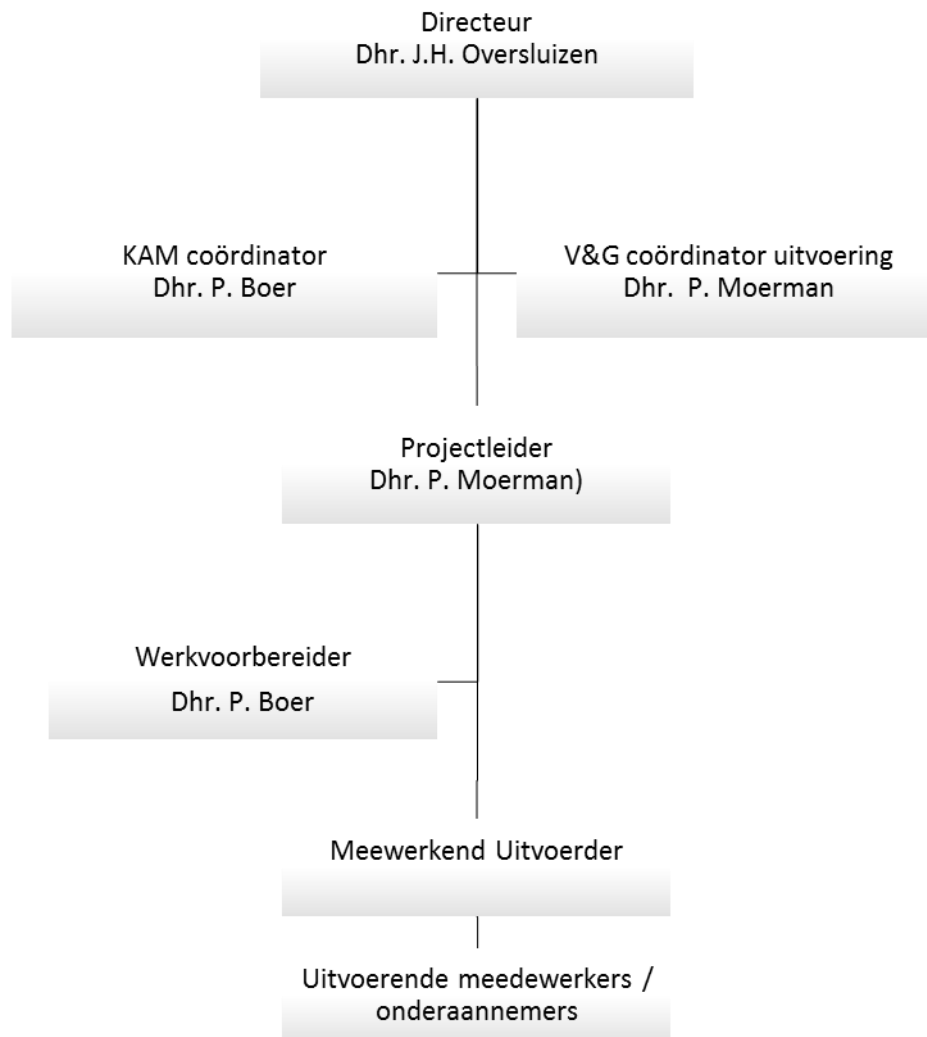 Directeur
Dhr. J.H. Oversluizen
KAM coördinator
Dhr. P. Boer
V&G coördinator uitvoering
Dhr. P. Moerman
Projectleider
Dhr. P. Moerman)
Werkvoorbereider
Dhr. P. Boer
Meewerkend Uitvoerder
Uitvoerende meedewerkers /
onderaannemers